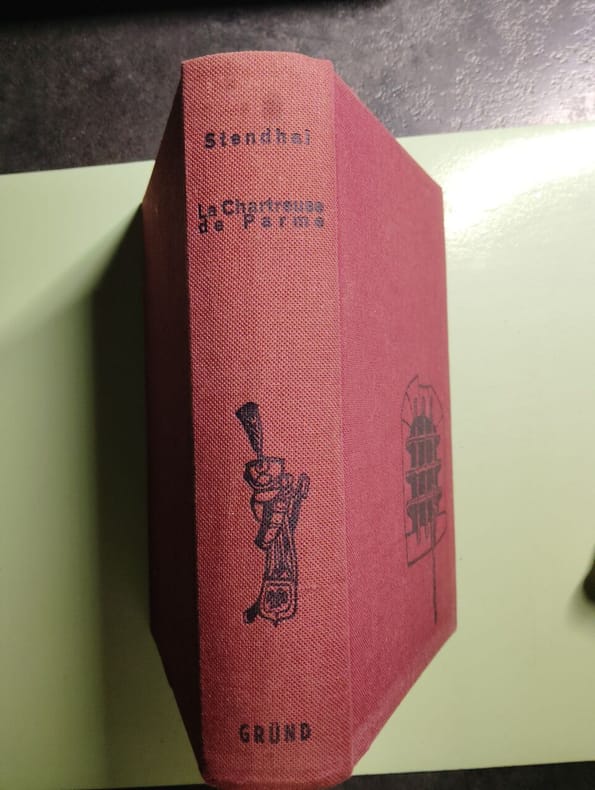 Stendhal
La Chartreuse
de Parme
GRÜND